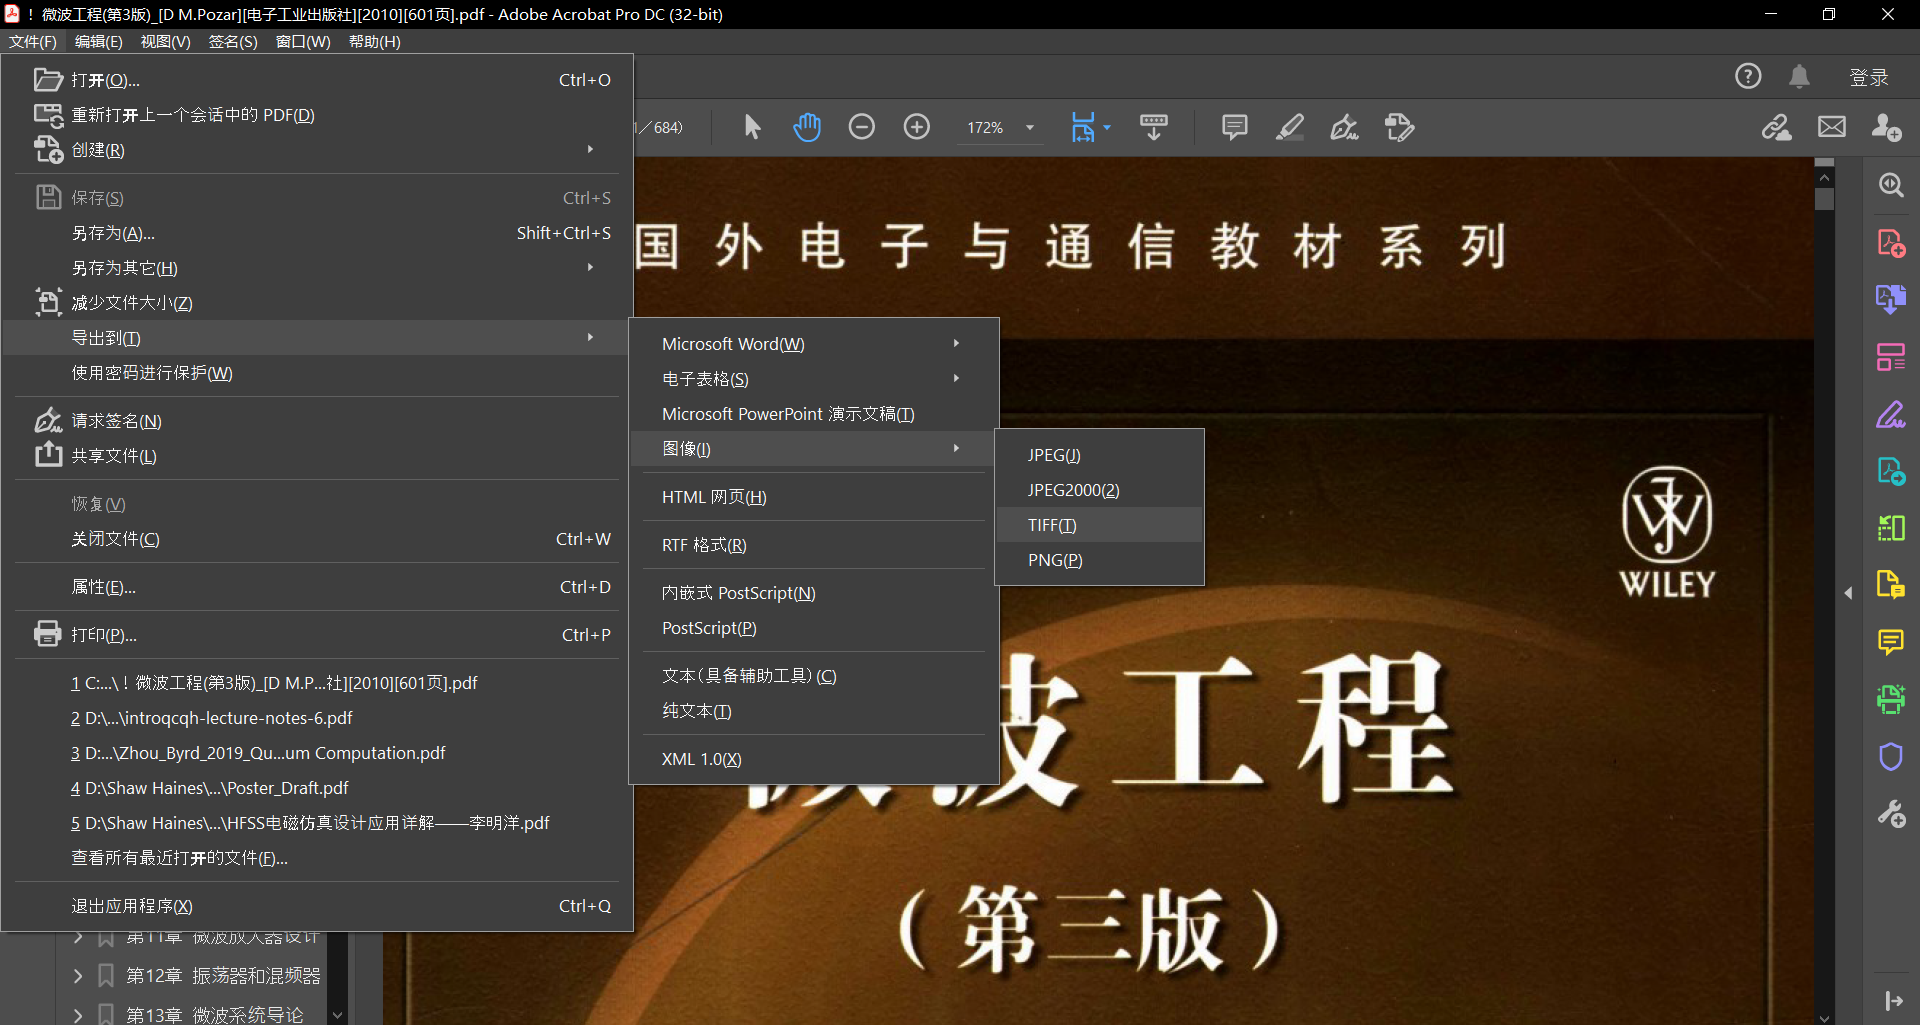 ！微波工程(第3版)_[D M.Pozar][电子工业出版社][2010][601页].pdf - Adobe Acrobat Pro DC (32-bit)
文件(F) 编辑(E) 视图(V) 签名(S) 窗口(W) 帮助(H)
登录
/684)
172%
打开(O)... Ctrl+O
重新打开上一个会话中的 PDF(D)
创建(R)
保存(S) Ctrl+S
另存为(A)... Shift+Ctrl+S
另存为其它(H)
减少文件大小(Z)
导出到(T)
使用密码进行保护(W)
请求签名(N)
共享文件(L)
恢复(V)
关闭文件(C) Ctrl+W
属性(E)... Ctrl+D
打印(P)... Ctrl+P
1 C:...\！微波工程(第3版)_[D M.P...社][2010][601页].pdf
2 D:\...\introqcqh-lecture-notes-6.pdf
3 D:...\Zhou_Byrd_2019_Qu...um Computation.pdf
4 D:\Shaw Haines\...\Poster_Draft.pdf
5 D:\Shaw Haines\...\HFSS电磁仿真设计应用详解——李明洋.pdf
查看所有最近打开的文件(F)...
退出应用程序(X) Ctrl+Q
Microsoft Word(W)
电子表格(S)
Microsoft PowerPoint 演示文稿(T)
图像(I)
HTML 网页(H)
RTF 格式(R)
内嵌式 PostScript(N)
PostScript(P)
文本(具备辅助工具)(C)
纯文本(T)
XML 1.0(X)
JPEG(J)
JPEG2000(2)
TIFF(T)
PNG(P)
第11章 微波放大器设计
第12章 振荡器和混频器
第13章 微波系统导论
国外电子与通信教材系列
WILEY
微波工程
（第三版）